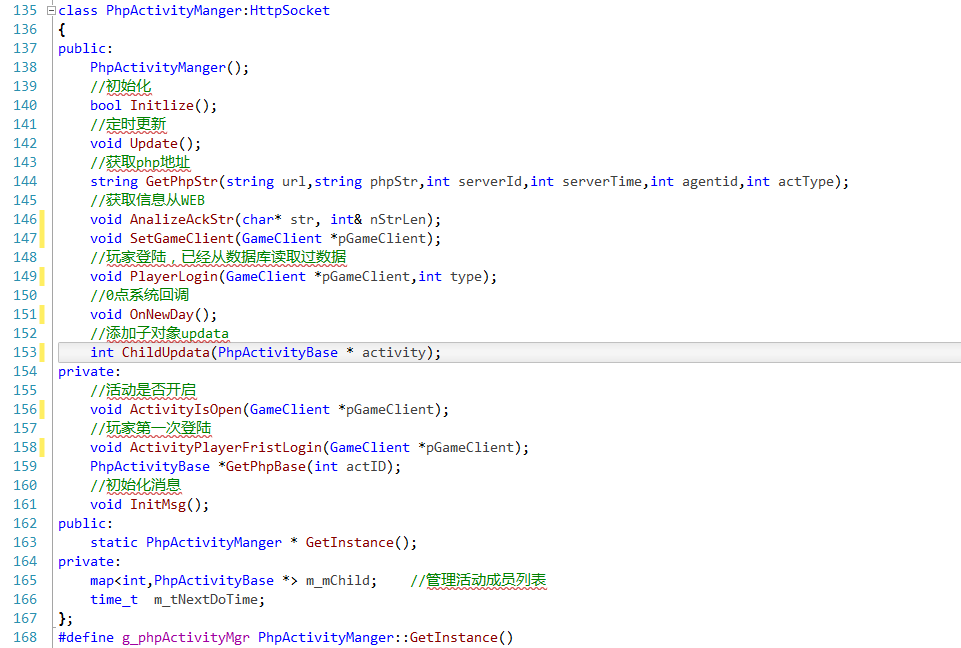 135 class PhpActivityManger:HttpSocket
136 {
137 public:
138     PhpActivityManger();
139     //初始化
140     bool Initlize();
141     //定时更新
142     void Update();
143     //获取php地址
144     string GetPhpStr(string url,string phpStr,int serverId,int serverTime,int agentid,int actType);
145     //获取信息从WEB
146     void AnalizeAckStr(char* str, int& nStrLen);
147     void SetGameClient(GameClient *pGameClient);
148     //玩家登陆，已经从数据库读取过数据
149     void PlayerLogin(GameClient *pGameClient,int type);
150     //0点系统回调
151     void OnNewDay();
152     //添加子对象updata
153     int ChildUpdata(PhpActivityBase * activity);
154 private:
155     //活动是否开启
156     void ActivityIsOpen(GameClient *pGameClient);
157     //玩家第一次登陆
158     void ActivityPlayerFristLogin(GameClient *pGameClient);
159     PhpActivityBase *GetPhpBase(int actID);
160     //初始化消息
161     void InitMsg();
162 public:
163     static PhpActivityManger * GetInstance();
164 private:
165     map<int,PhpActivityBase *> m_mChild;    //管理活动成员列表
166     time_t  m_tNextDoTime;
167 };
168 #define g_phpActivityMgr PhpActivityManger::GetInstance()